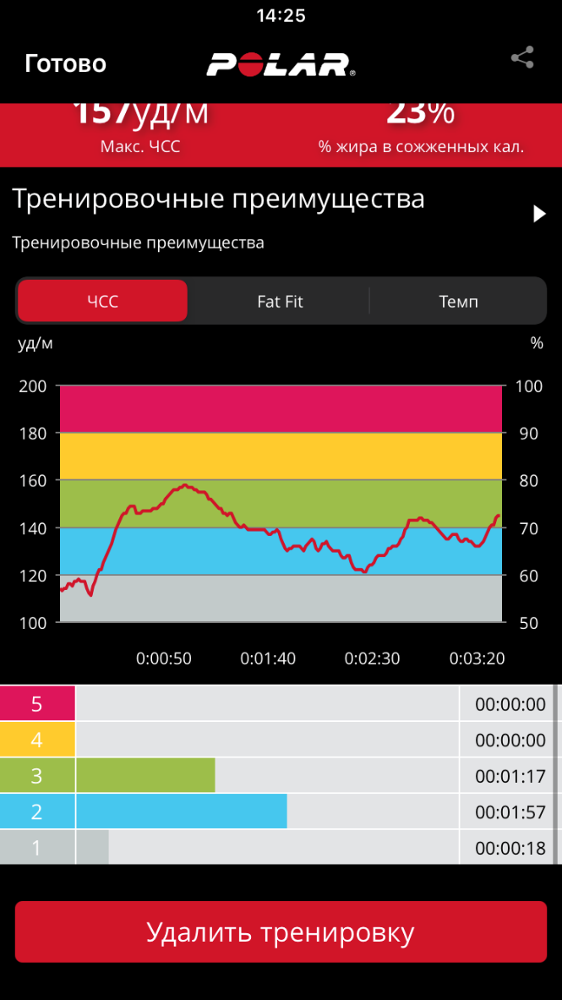 14:25
Готово
POLAR®
157уд/м 23%
Макс. ЧСС % жира в сожженных кал.
Тренировочные преимущества
Тренировочные преимущества
ЧСС Fat Fit Темп
уд/м %
200 100
180 90
160 80
140 70
120 60
100 50
0:00:50 0:01:40 0:02:30 0:03:20
5 00:00:00
4 00:00:00
3 00:01:17
2 00:01:57
1 00:00:18
Удалить тренировку